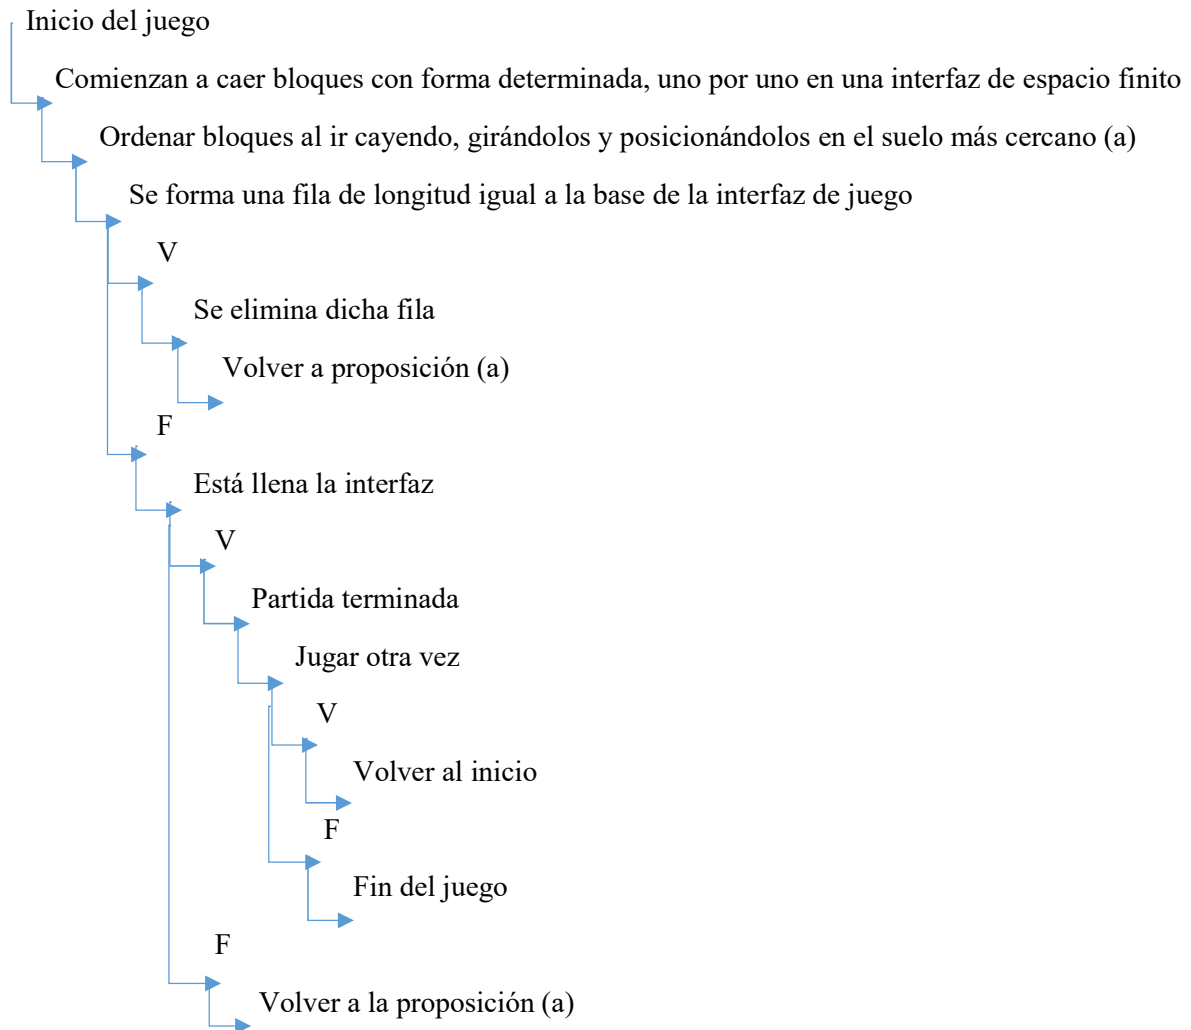 Inicio del juego
Comienzan a caer bloques con forma determinada, uno por uno en una interfaz de espacio finito
Ordenar bloques al ir cayendo, girándolos y posicionándolos en el suelo más cercano (a)
Se forma una fila de longitud igual a la base de la interfaz de juego
V
Se elimina dicha fila
Volver a proposición (a)
F
Está llena la interfaz
V
Partida terminada
Jugar otra vez
V
Volver al inicio
F
Fin del juego
F
Volver a la proposición (a)